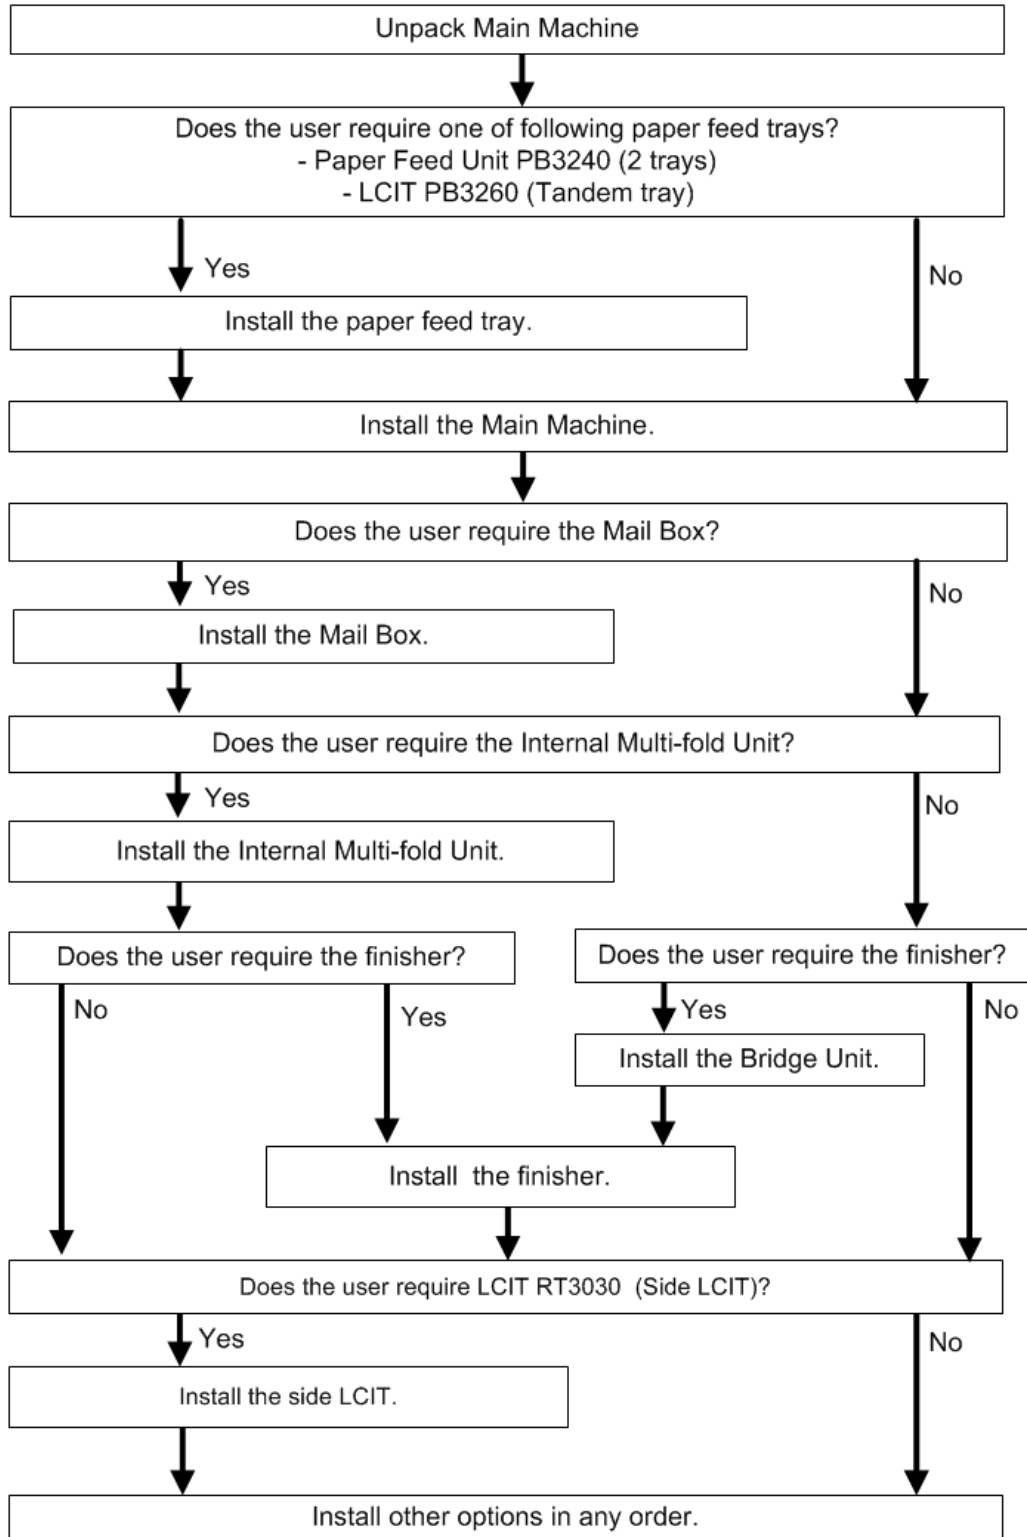 Unpack Main Machine
Does the user require one of following paper feed trays?
- Paper Feed Unit PB3240 (2 trays)
- LCIT PB3260 (Tandem tray)
Yes
No
Install the paper feed tray.
Install the Main Machine.
Does the user require the Mail Box?
Yes
No
Install the Mail Box.
Does the user require the Internal Multi-fold Unit?
Yes
No
Install the Internal Multi-fold Unit.
Does the user require the finisher?
Does the user require the finisher?
No
Yes
Yes
No
Install the Bridge Unit.
Install the finisher.
Does the user require LCIT RT3030 (Side LCIT)?
Yes
No
Install the side LCIT.
Install other options in any order.